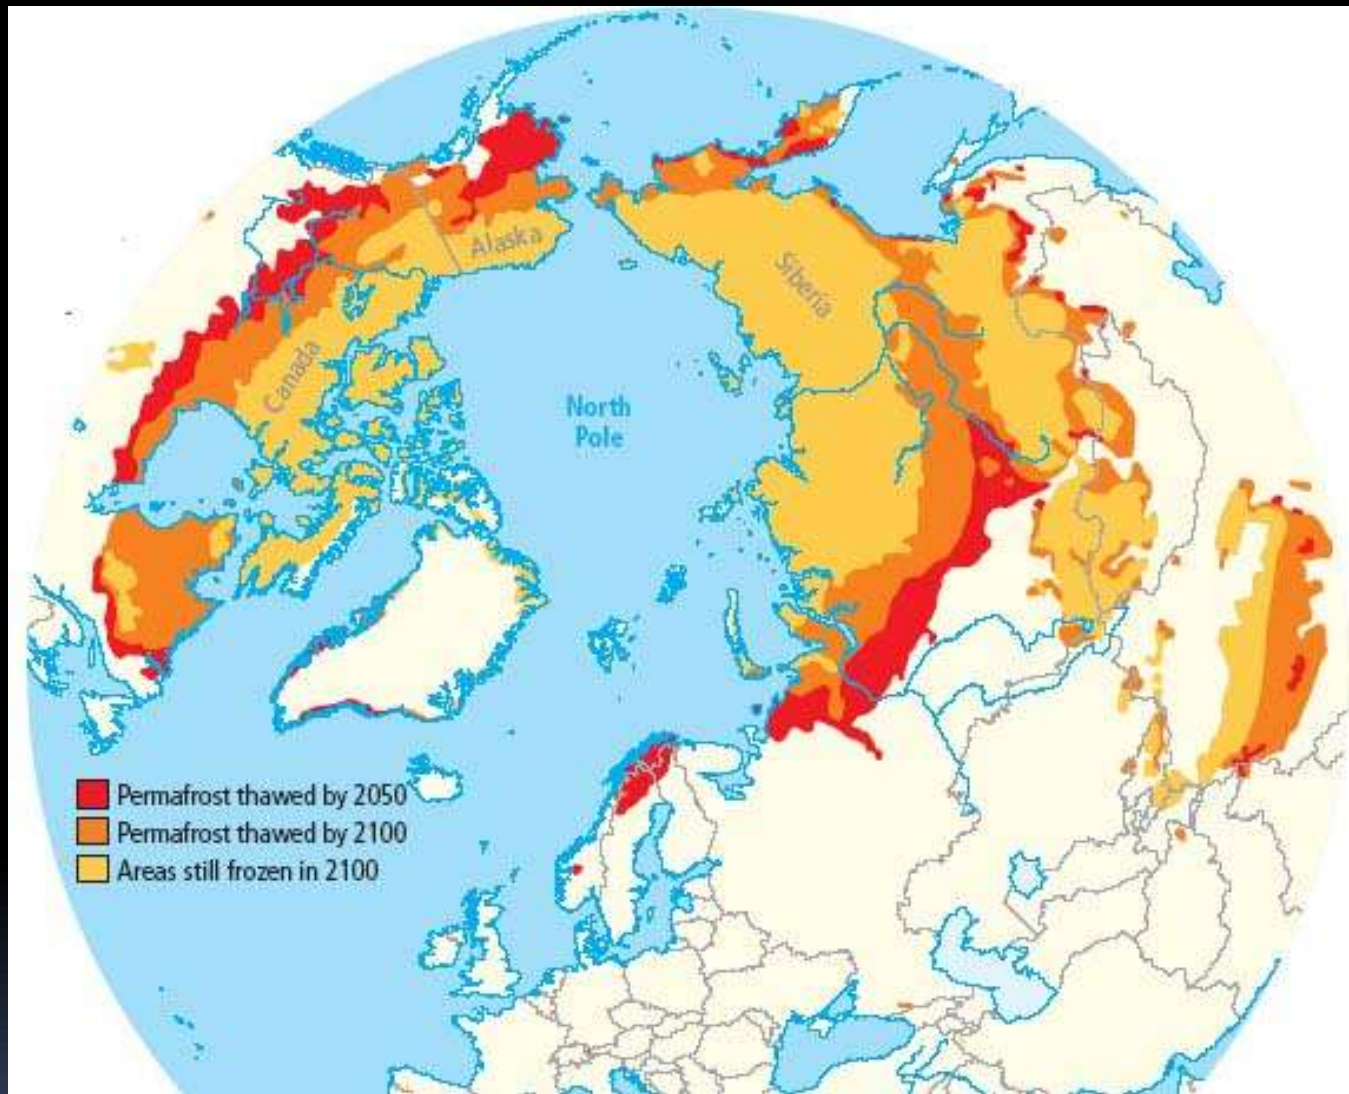 Alaska
Siberia
Canada
North
Pole
Permafrost thawed by 2050
Permafrost thawed by 2100
Areas still frozen in 2100